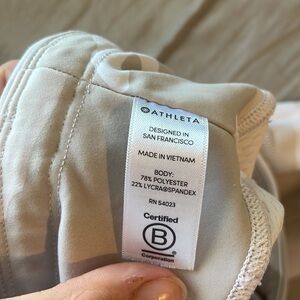 ATHLETA
DESIGNED IN
SAN FRANCISCO
MADE IN VIETNAM
BODY:
78% POLYESTER
22% LYCRA®SPANDEX
RN 54023
Certified
B
Corporation